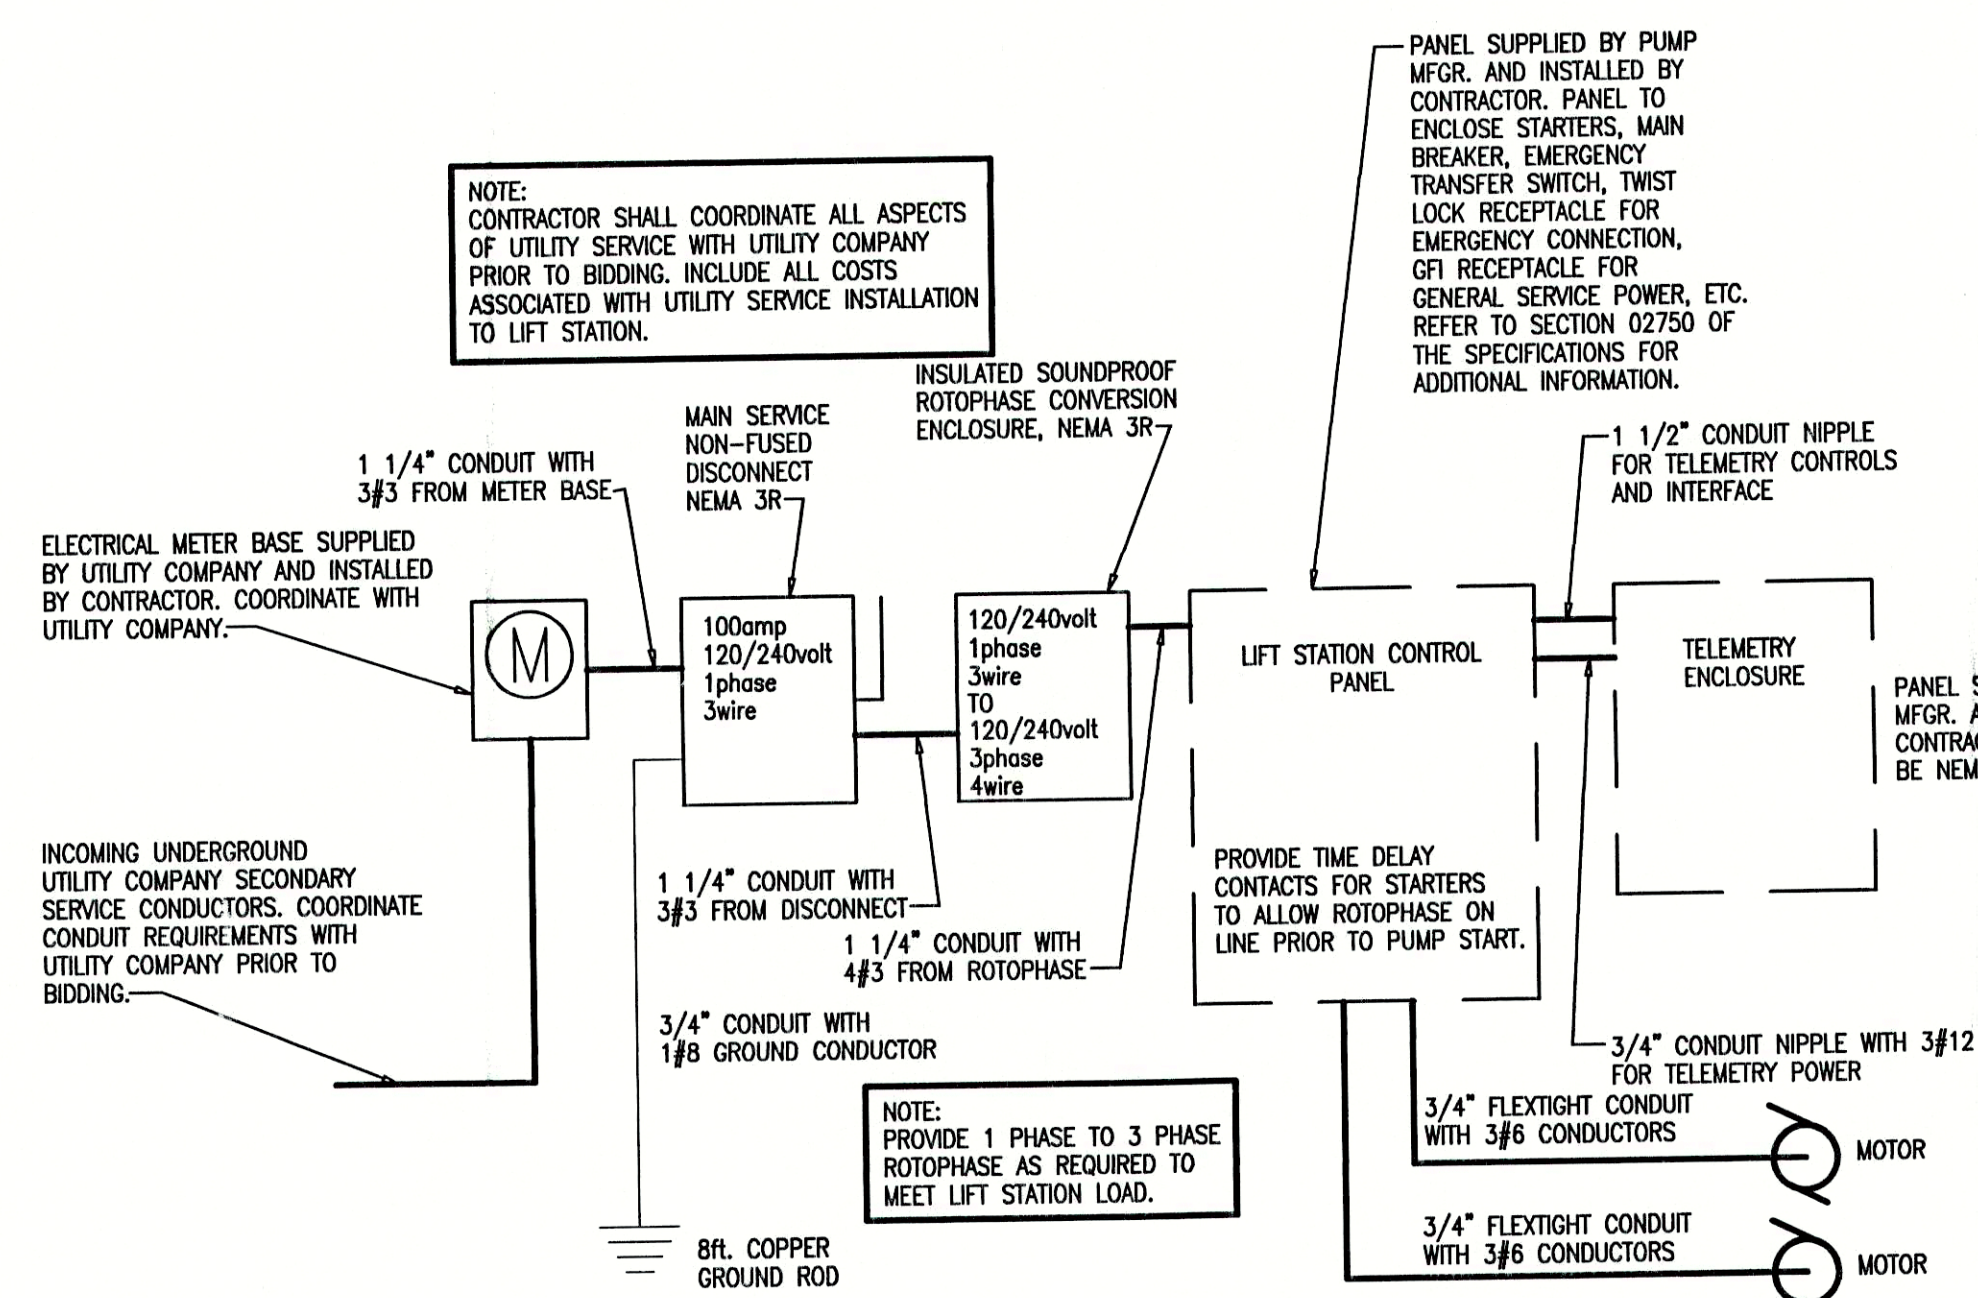 PANEL SUPPLIED BY PUMP
MFGR. AND INSTALLED BY
CONTRACTOR. PANEL TO
ENCLOSE STARTERS, MAIN
BREAKER, EMERGENCY
TRANSFER SWITCH, TWIST
LOCK RECEPTACLE FOR
EMERGENCY CONNECTION,
GFI RECEPTACLE FOR
GENERAL SERVICE POWER, ETC.
REFER TO SECTION 02750 OF
THE SPECIFICATIONS FOR
ADDITIONAL INFORMATION.
NOTE:
CONTRACTOR SHALL COORDINATE ALL ASPECTS
OF UTILITY SERVICE WITH UTILITY COMPANY
PRIOR TO BIDDING. INCLUDE ALL COSTS
ASSOCIATED WITH UTILITY SERVICE INSTALLATION
TO LIFT STATION.
INSULATED SOUNDPROOF
ROTOPHASE CONVERSION
ENCLOSURE, NEMA 3R
MAIN SERVICE
NON-FUSED
DISCONNECT
NEMA 3R
1 1/4" CONDUIT WITH
3#3 FROM METER BASE
1 1/2" CONDUIT NIPPLE
FOR TELEMETRY CONTROLS
AND INTERFACE
ELECTRICAL METER BASE SUPPLIED
BY UTILITY COMPANY AND INSTALLED
BY CONTRACTOR. COORDINATE WITH
UTILITY COMPANY.
M
100amp
120/240volt
1phase
3wire
120/240volt
1phase
3wire
TO
120/240volt
3phase
4wire
LIFT STATION CONTROL
PANEL
TELEMETRY
ENCLOSURE
PANEL S
MFGR. A
CONTRA
BE NEM
PROVIDE TIME DELAY
CONTACTS FOR STARTERS
TO ALLOW ROTOPHASE ON
LINE PRIOR TO PUMP START.
INCOMING UNDERGROUND
UTILITY COMPANY SECONDARY
SERVICE CONDUCTORS. COORDINATE
CONDUIT REQUIREMENTS WITH
UTILITY COMPANY PRIOR TO
BIDDING.
1 1/4" CONDUIT WITH
3#3 FROM DISCONNECT
1 1/4" CONDUIT WITH
4#3 FROM ROTOPHASE
3/4" CONDUIT WITH
1#8 GROUND CONDUCTOR
3/4" CONDUIT NIPPLE WITH 3#12
FOR TELEMETRY POWER
NOTE:
PROVIDE 1 PHASE TO 3 PHASE
ROTOPHASE AS REQUIRED TO
MEET LIFT STATION LOAD.
3/4" FLEXTIGHT CONDUIT
WITH 3#6 CONDUCTORS
MOTOR
3/4" FLEXTIGHT CONDUIT
WITH 3#6 CONDUCTORS
MOTOR
8ft. COPPER
GROUND ROD